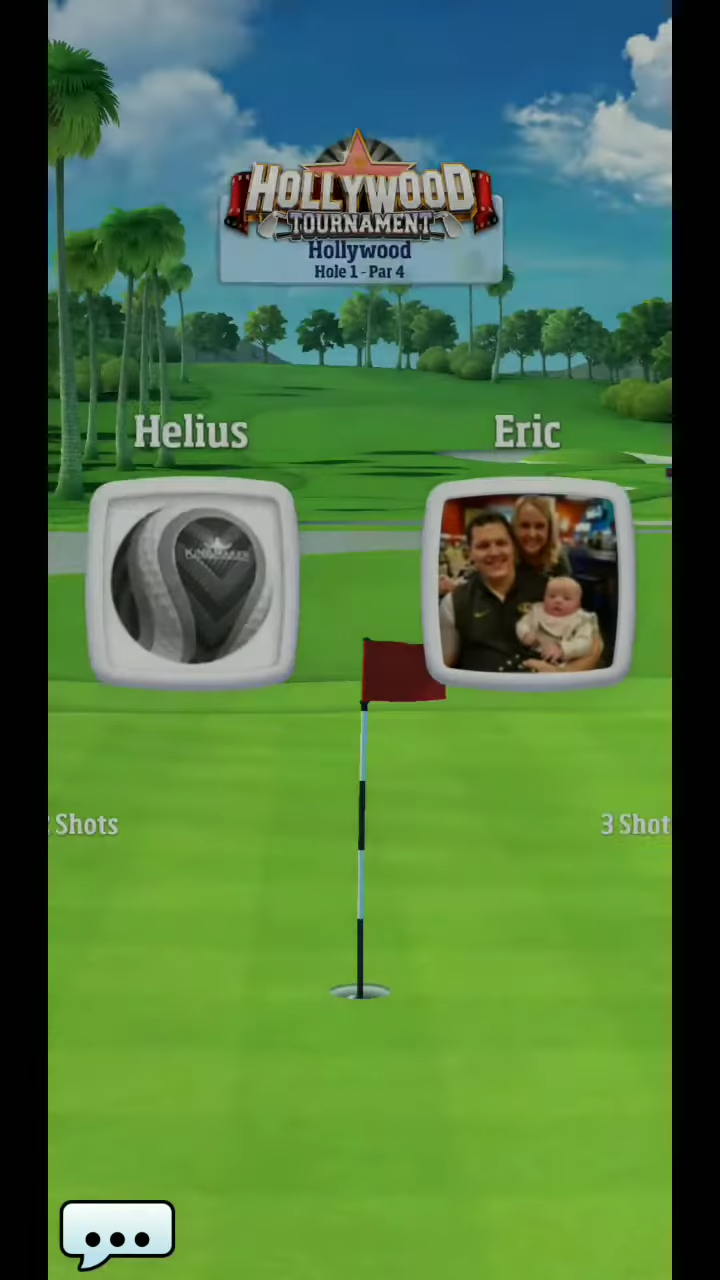 HOLLYWOOD
TOURNAMENT
Hollywood
Hole 1 - Par 4
Helius
Eric
Shots
3 Shot